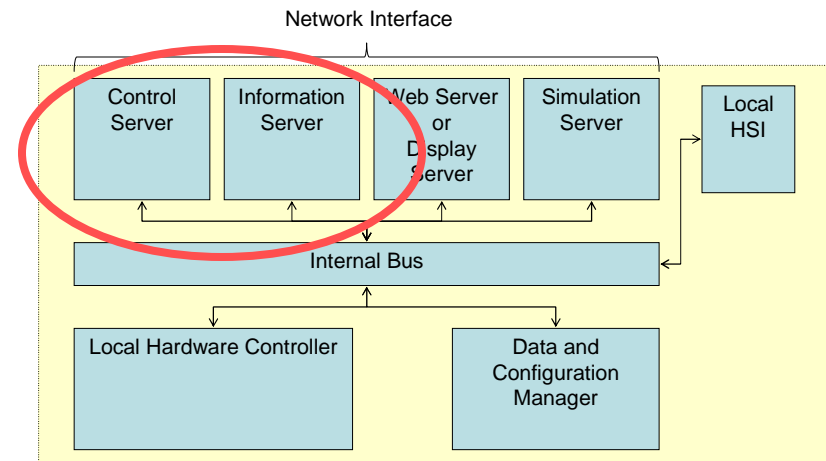 Network Interface
Control
Server
Information
Server
Web Server
or
Display
Server
Simulation
Server
Local
HSI
Internal Bus
Local Hardware Controller
Data and
Configuration
Manager